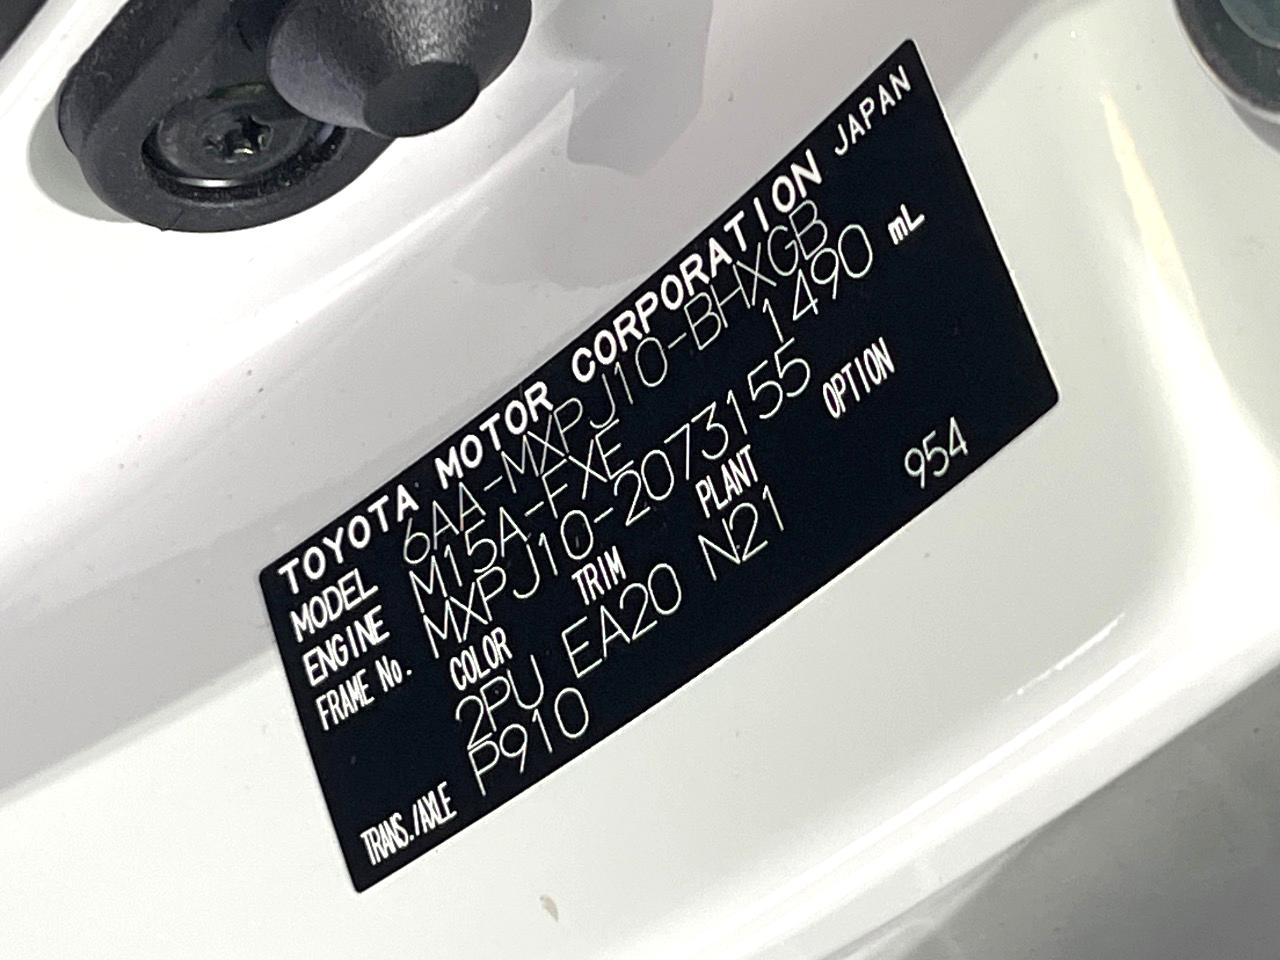 TOYOTA MOTOR CORPORATION JAPAN
MODEL 6AA-MXPJ10-BHXGB
ENGINE M15A-FXE 1490 mL
FRAME No. MXPJ10-2073155
COLOR TRIM PLANT OPTION
2PU EA20 N21 954
TRANS./AXLE P910